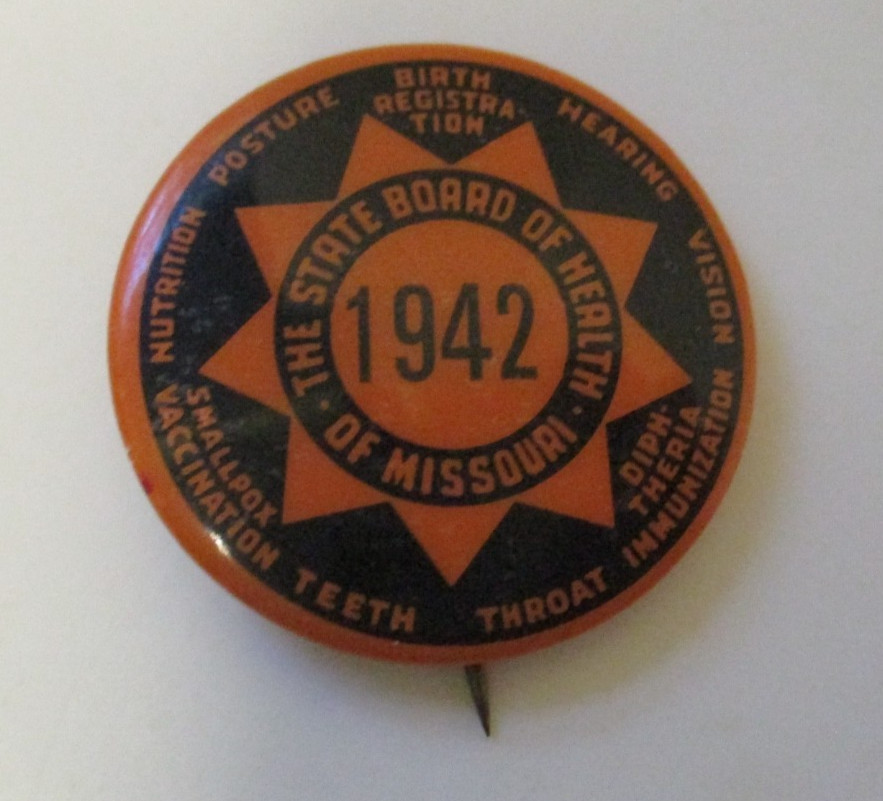 BIRTH
REGISTRA-
TION
HEARING
VISION
DIPH-
THERIA
IMMUNIZATION
THROAT
TEETH
SMALLPOX
VACCINATION
NUTRITION
POSTURE
THE STATE BOARD OF HEALTH
· OF MISSOURI ·
1942